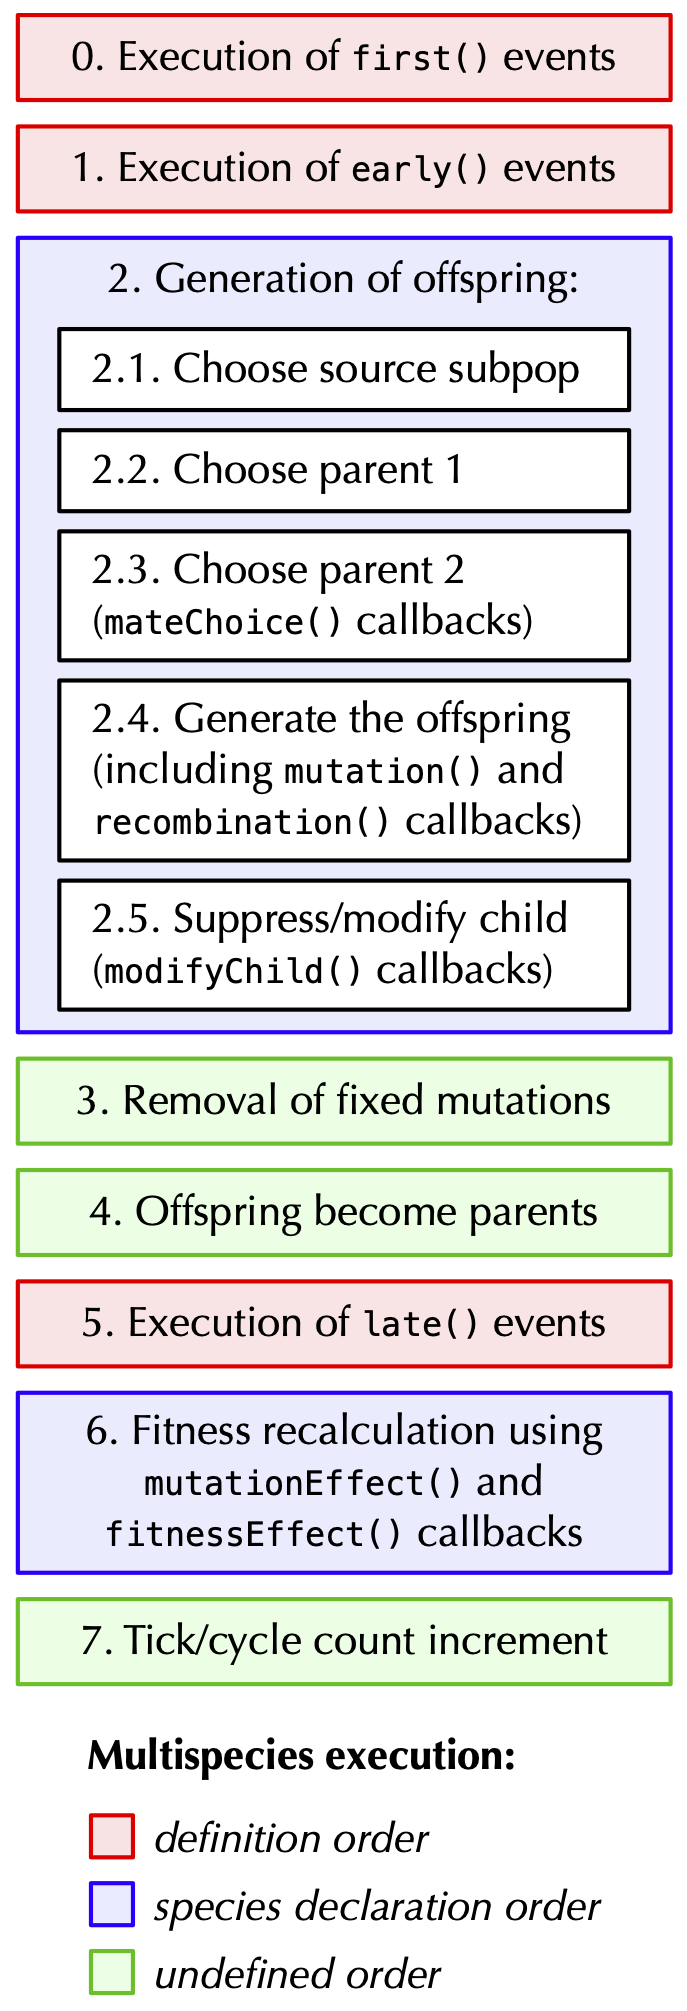 0. Execution of first() events
1. Execution of early() events
2. Generation of offspring:
2.1. Choose source subpop
2.2. Choose parent 1
2.3. Choose parent 2
(mateChoice() callbacks)
2.4. Generate the offspring
(including mutation() and
recombination() callbacks)
2.5. Suppress/modify child
(modifyChild() callbacks)
3. Removal of fixed mutations
4. Offspring become parents
5. Execution of late() events
6. Fitness recalculation using
mutationEffect() and
fitnessEffect() callbacks
7. Tick/cycle count increment
Multispecies execution:
definition order
species declaration order
undefined order